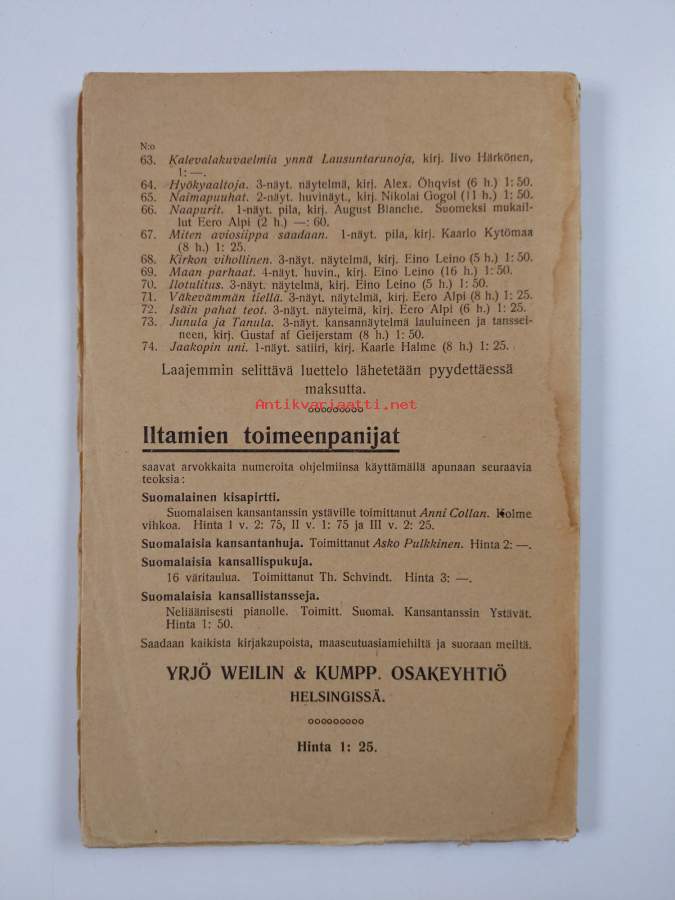 N:o
63. Kalevalakuvaelmia ynnä Lausuntarunoja, kirj. Iivo Härkönen,
1: —.
64. Hyökyaaltoja. 3-näyt. näytelmä, kirj. Alex. Öhqvist (6 h.) 1: 50.
65. Naimapuuhat. 2-näyt. huvinäyt., kirj. Nikolai Gogol (11 h.) 1: 50.
66. Naapurit. 1-näyt. pila, kirj. August Blanche. Suomeksi mukail-
lut Eero Alpi (2 h.) —: 60.
67. Miten aviosiippa saadaan. 1-näyt. pila, kirj. Kaarlo Kytömaa
(8 h.) 1: 25.
68. Kirkon vihollinen. 3-näyt. näytelmä, kirj. Eino Leino (5 h.) 1: 50.
69. Maan parhaat. 4-näyt. huvin., kirj. Eino Leino (16 h.) 1: 50.
70. Ilotulitus. 3-näyt. näytelmä, kirj. Eino Leino (5 h.) 1: 50.
71. Väkevämmän tiellä. 3-näyt. näytelmä, kirj. Eero Alpi (8 h.) 1: 25.
72. Isäin pahat teot. 3-näyt. näytelmä, kirj. Eero Alpi (6 h.) 1: 25.
73. Junula ja Tanula. 3-näyt. kansannäytelmä lauluineen ja tanssei-
neen, kirj. Gustaf af Geijerstam (8 h.) 1: 50.
74. Jaakopin uni. 1-näyt. satiiri, kirj. Kaarle Halme (8 h.) 1: 25.
Laajemmin selittävä luettelo lähetetään pyydettäessä
maksutta.
Antikvariaatti.net
Iltamien toimeenpanijat
saavat arvokkaita numeroita ohjelmiinsa käyttämällä apunaan seuraavia
teoksia:
Suomalainen kisapirtti.
Suomalaisen kansantanssin ystäville toimittanut Anni Collan. Kolme
vihkoa. Hinta I v. 2: 75, II v. 1: 75 ja III v. 2: 25.
Suomalaisia kansantanhuja. Toimittanut Asko Pulkkinen. Hinta 2: —.
Suomalaisia kansallispukuja.
16 väritaulua. Toimittanut Th. Schvindt. Hinta 3: —.
Suomalaisia kansallistansseja.
Neliäänisesti pianolle. Toimitt. Suomal. Kansantanssin Ystävät.
Hinta 1: 50.
Saadaan kaikista kirjakaupoista, maaseutuasiamiehiltä ja suoraan meiltä.
YRJÖ WEILIN & KUMPP. OSAKEYHTIÖ
HELSINGISSÄ.
Hinta 1: 25.